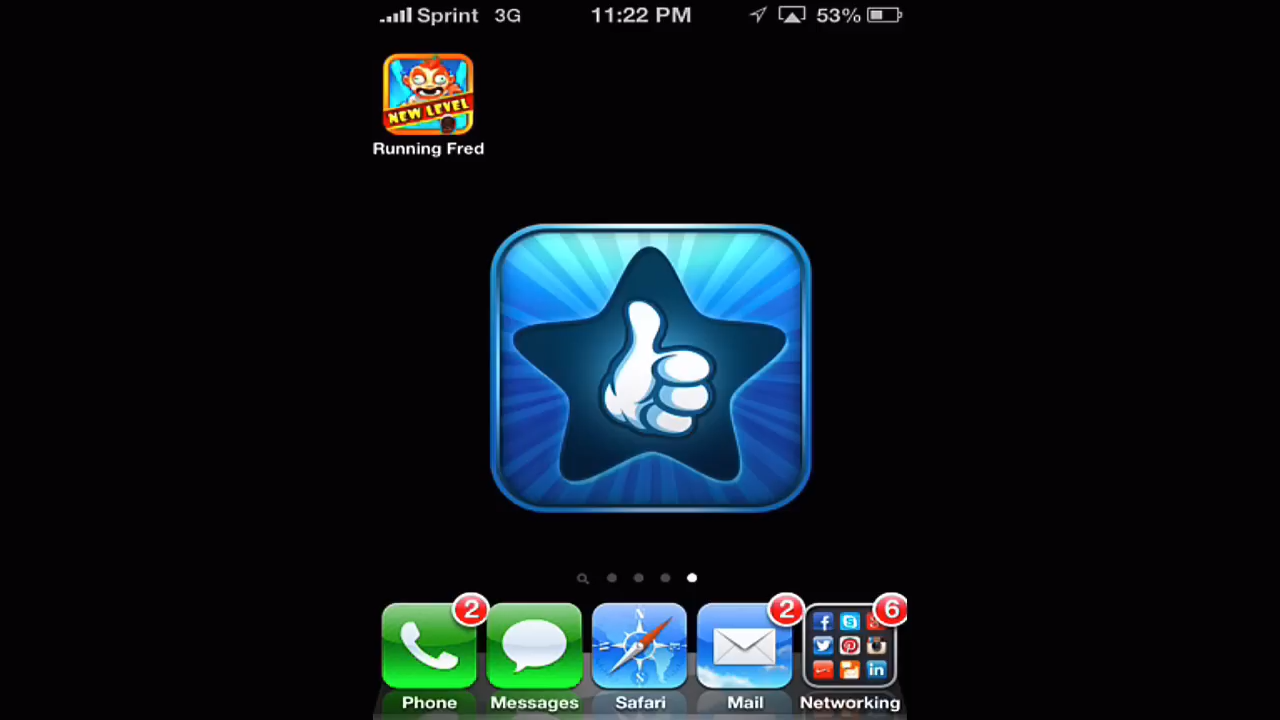 Sprint 3G 11:22 PM 53%
NEW LEVEL
Running Fred
2 2 6
Phone Messages Safari Mail Networking